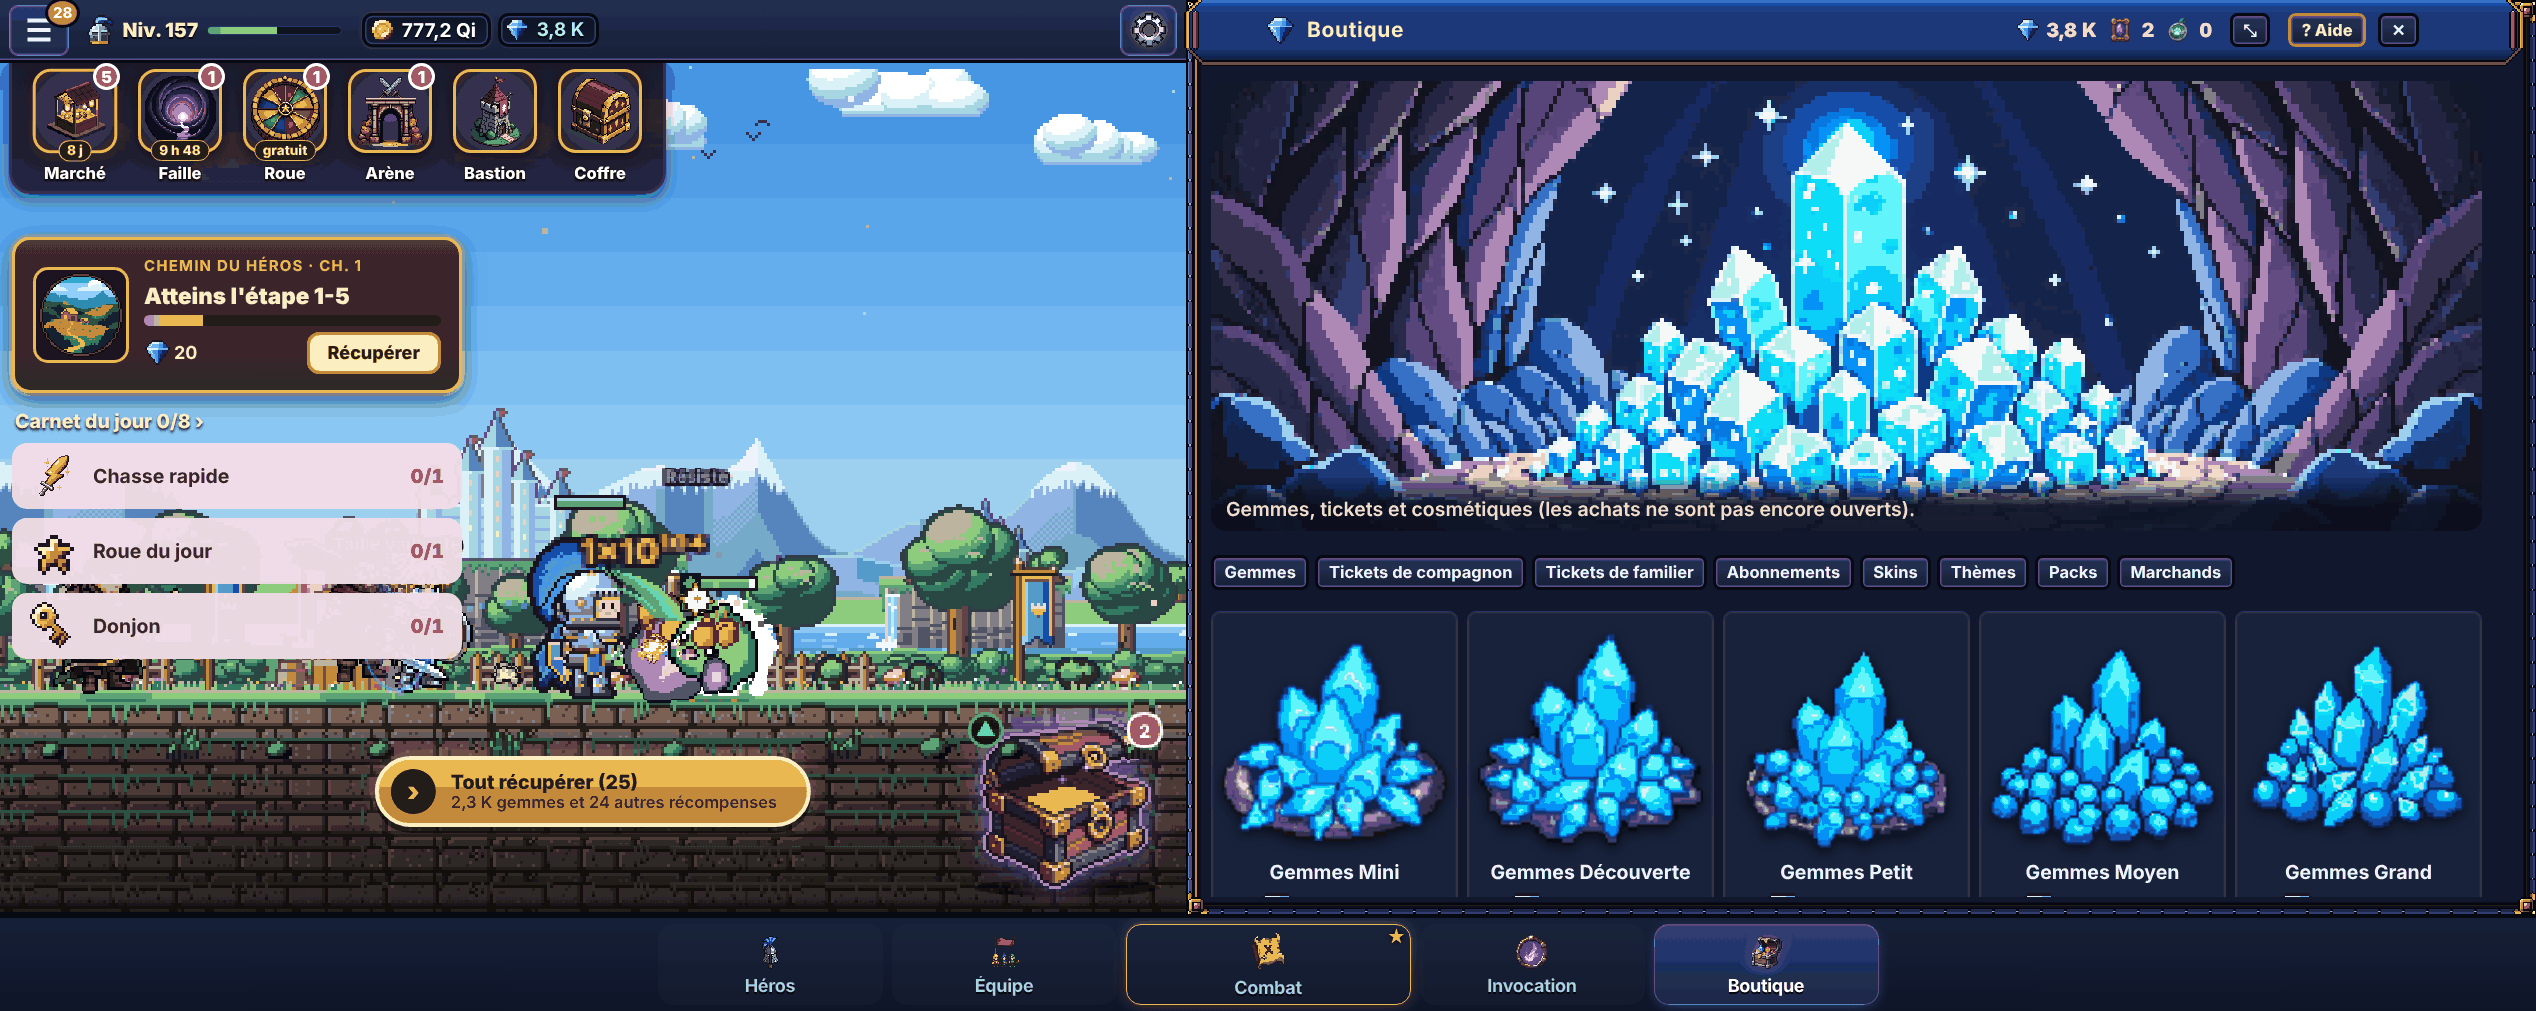 28
Niv. 157
777,2 Qi
3,8 K
5
1
1
1
8 j
9 h 48
gratuit
Marché
Faille
Roue
Arène
Bastion
Coffre
CHEMIN DU HÉROS · CH. 1
Atteins l'étape 1-5
20
Récupérer
Carnet du jour 0/8 ›
Chasse rapide 0/1
Roue du jour 0/1
Donjon 0/1
Résiste
2
Tout récupérer (25)
2,3 K gemmes et 24 autres récompenses
Boutique
3,8 K
2
0
? Aide
Gemmes, tickets et cosmétiques (les achats ne sont pas encore ouverts).
Gemmes
Tickets de compagnon
Tickets de familier
Abonnements
Skins
Thèmes
Packs
Marchands
Gemmes Mini
Gemmes Découverte
Gemmes Petit
Gemmes Moyen
Gemmes Grand
Héros
Équipe
Combat
Invocation
Boutique